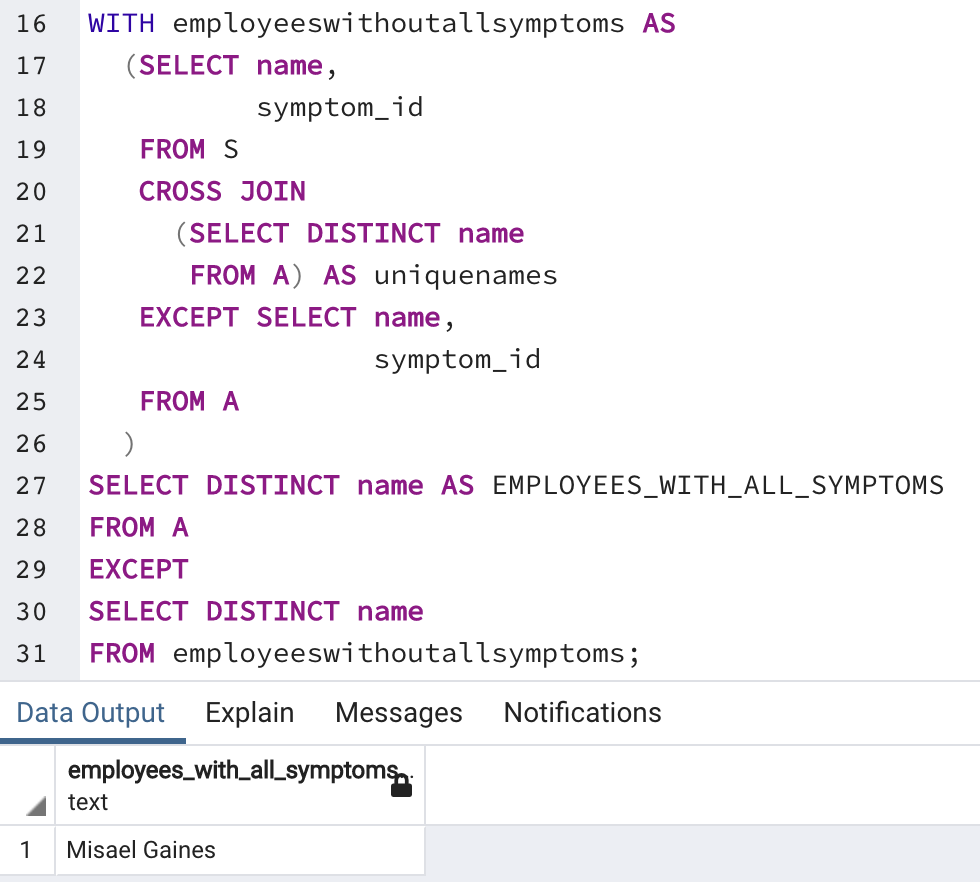 16 WITH employeeswithoutallsymptoms AS
17 (SELECT name,
18 symptom_id
19 FROM S
20 CROSS JOIN
21 (SELECT DISTINCT name
22 FROM A) AS uniquenames
23 EXCEPT SELECT name,
24 symptom_id
25 FROM A
26 )
27 SELECT DISTINCT name AS EMPLOYEES_WITH_ALL_SYMPTOMS
28 FROM A
29 EXCEPT
30 SELECT DISTINCT name
31 FROM employeeswithoutallsymptoms;
Data Output Explain Messages Notifications
employees_with_all_symptoms..
text
1 Misael Gaines